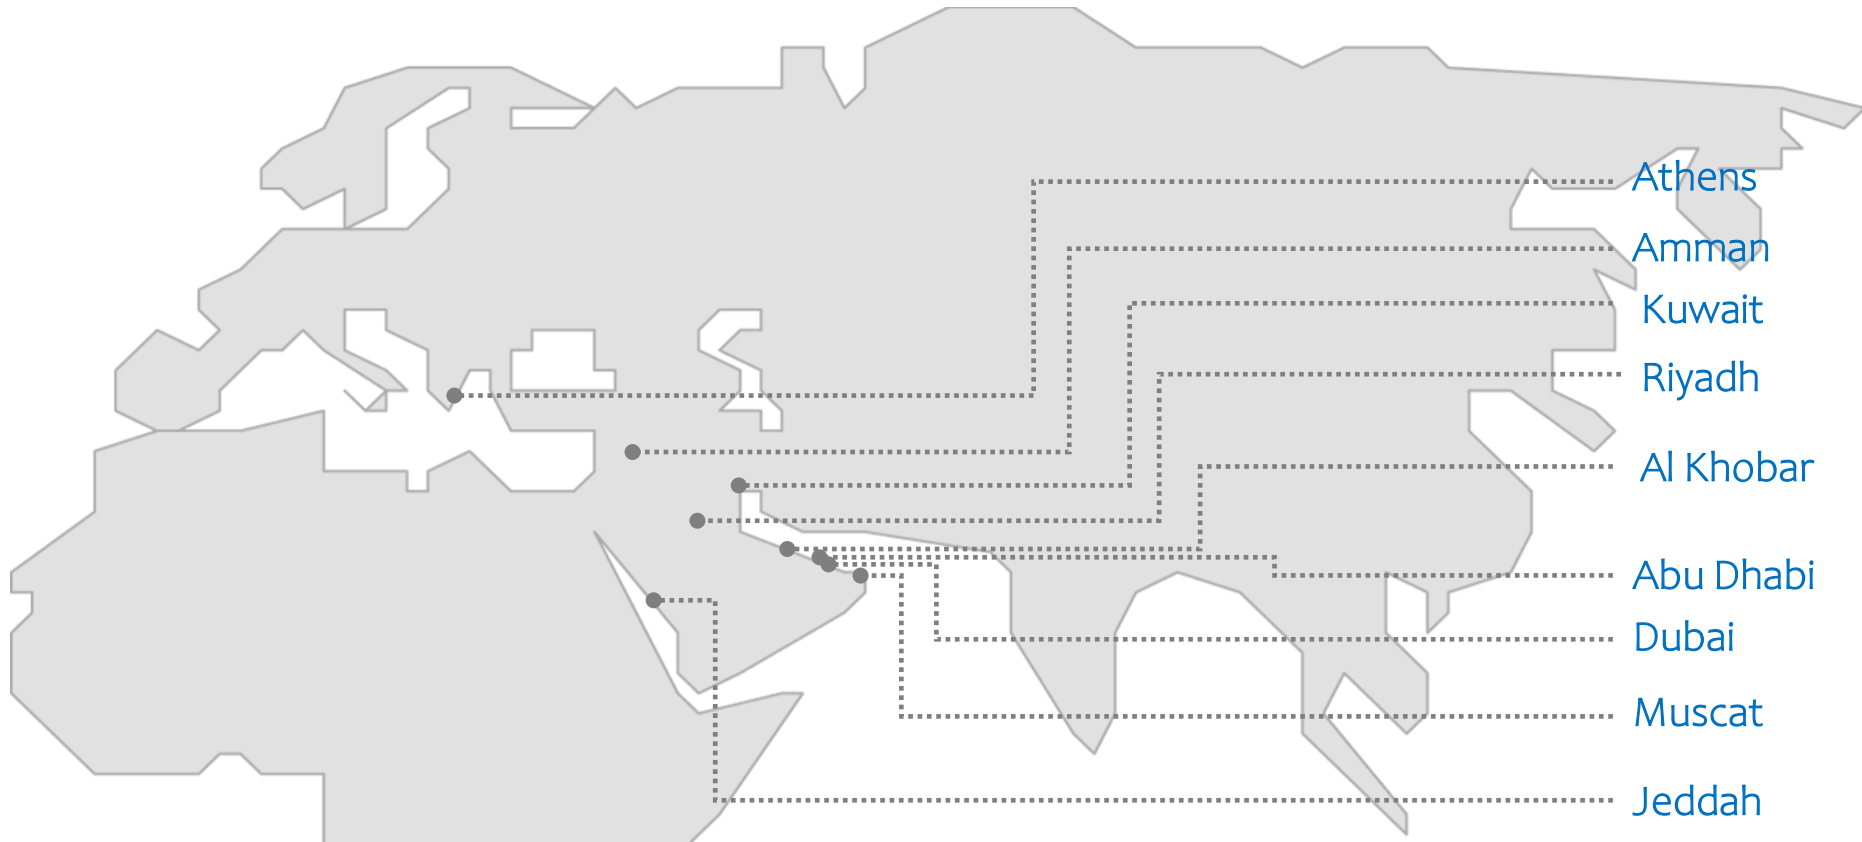 Athens
Amman
Kuwait
Riyadh
Al Khobar
Abu Dhabi
Dubai
Muscat
Jeddah